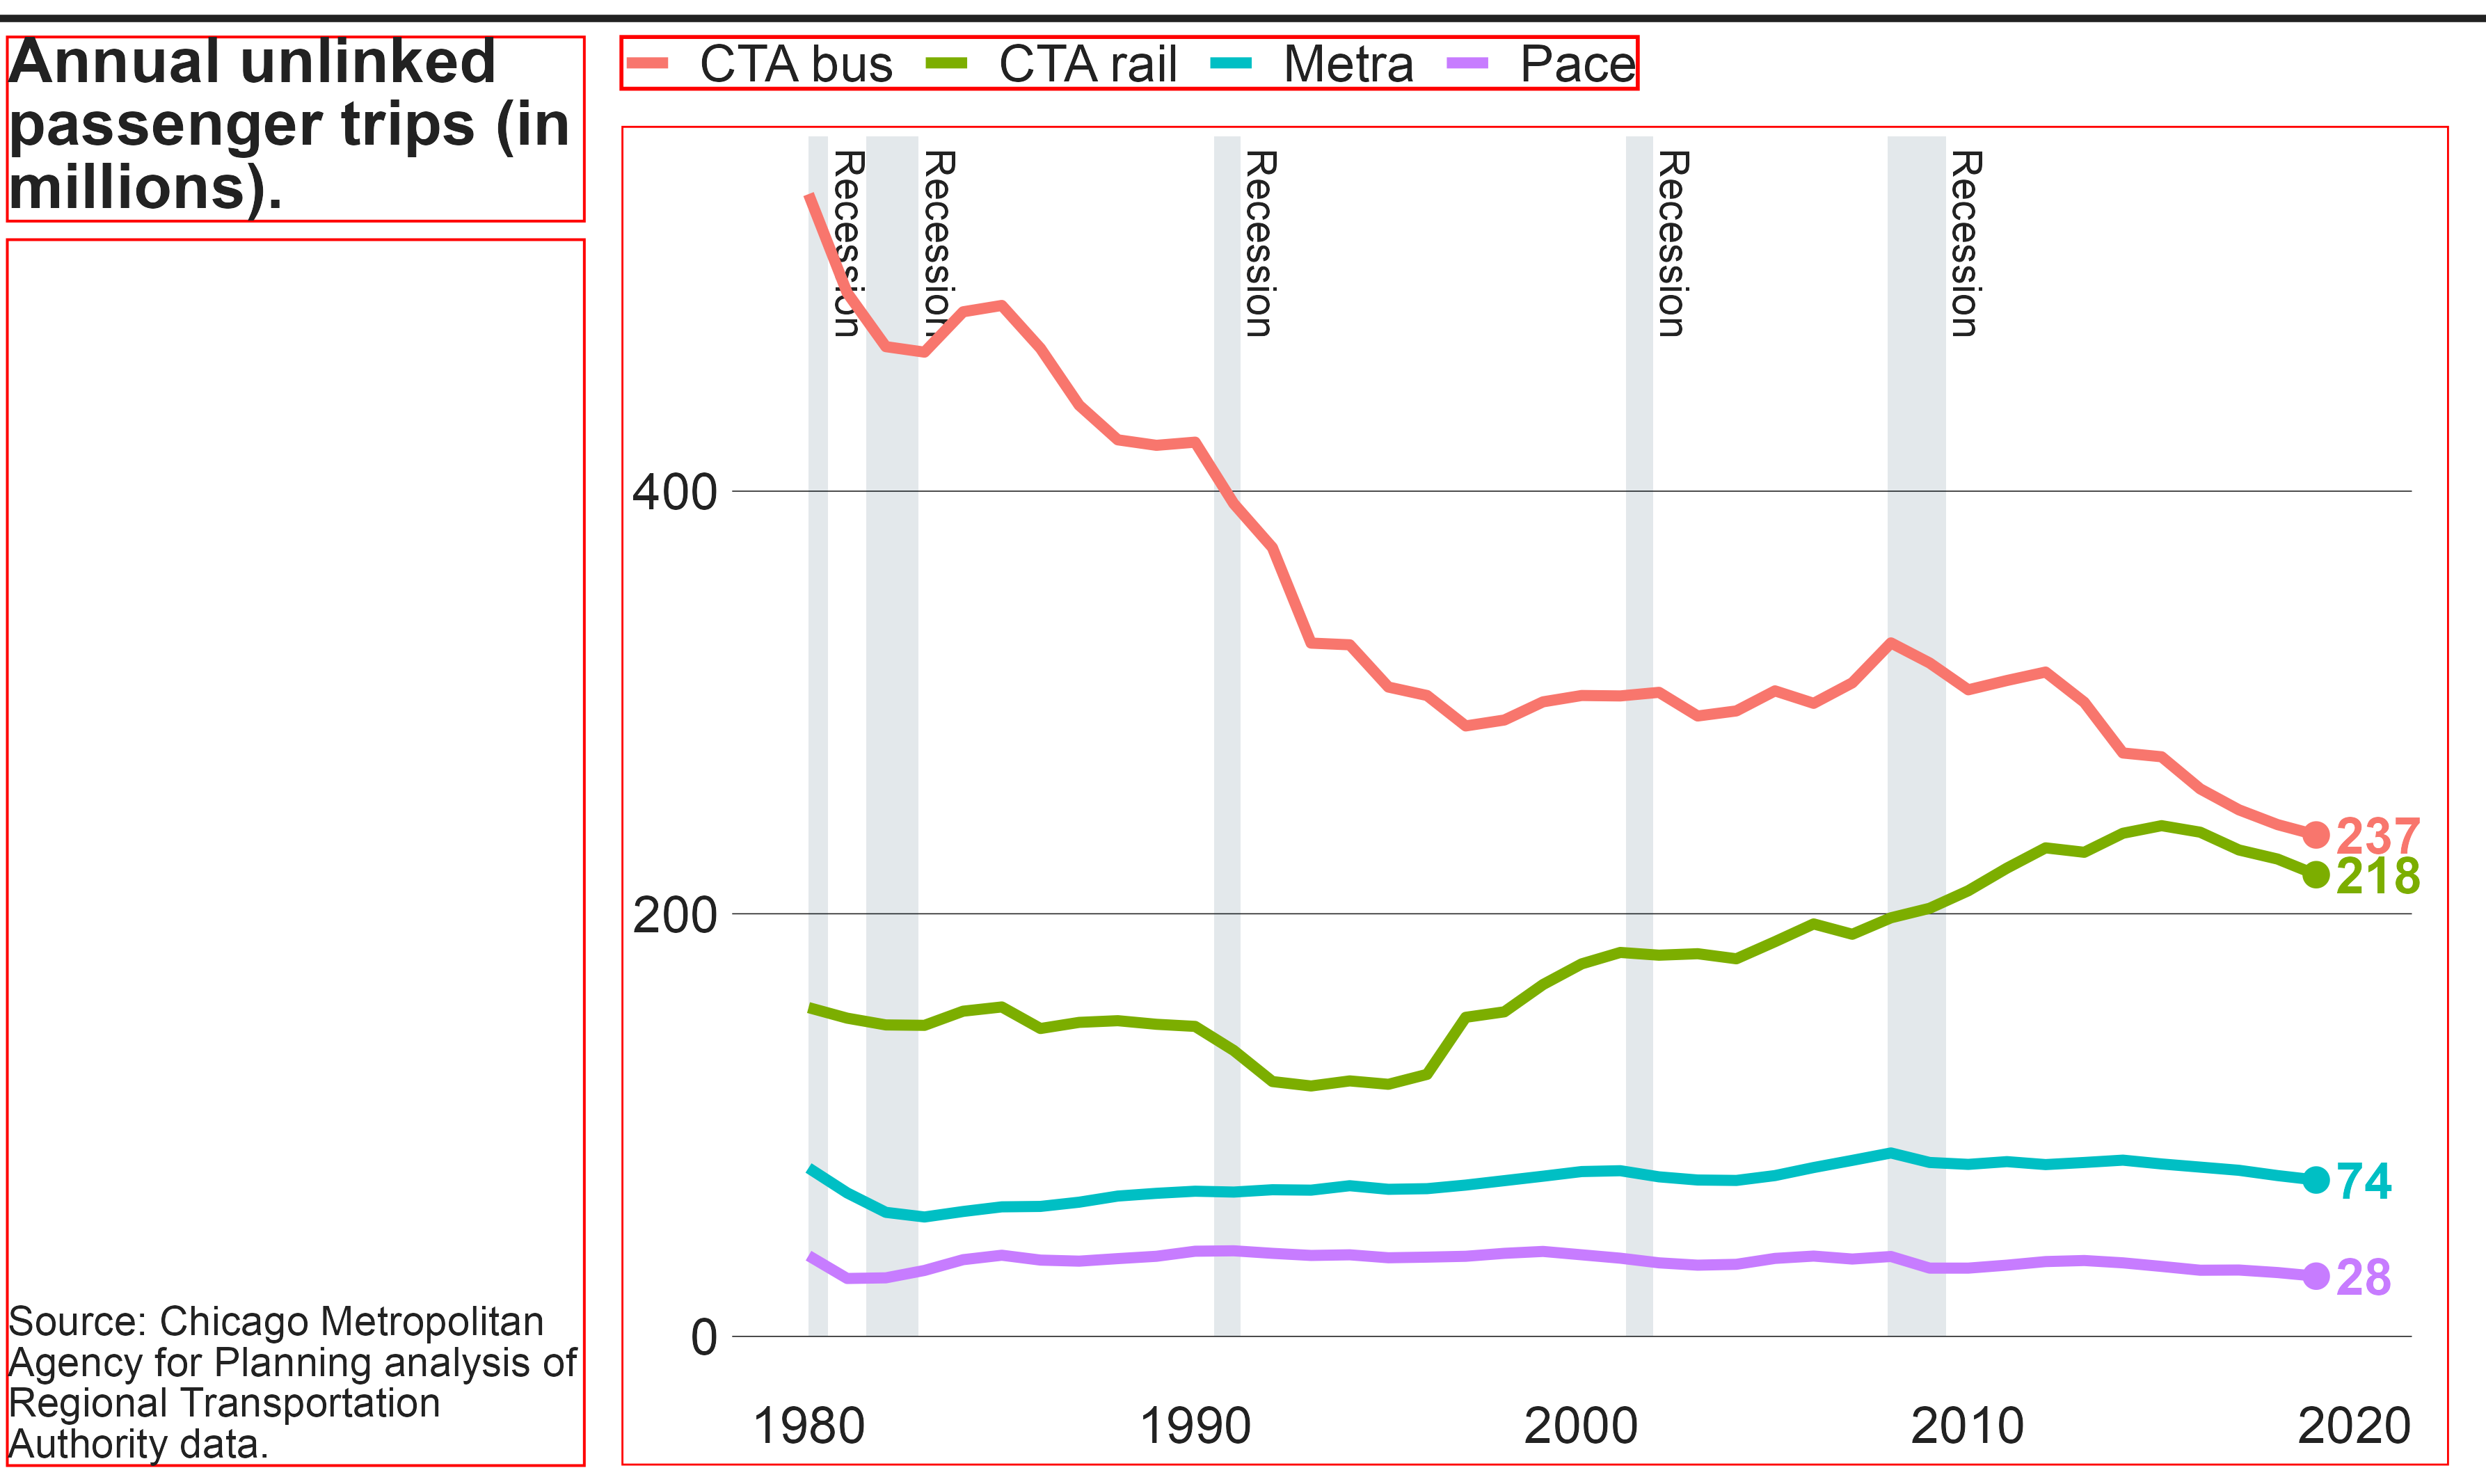 Annual unlinked
passenger trips (in
millions).
CTA bus CTA rail Metra Pace
Recession Recession Recession Recession Recession
400
200
0
237
218
74
28
1980 1990 2000 2010 2020
Source: Chicago Metropolitan
Agency for Planning analysis of
Regional Transportation
Authority data.